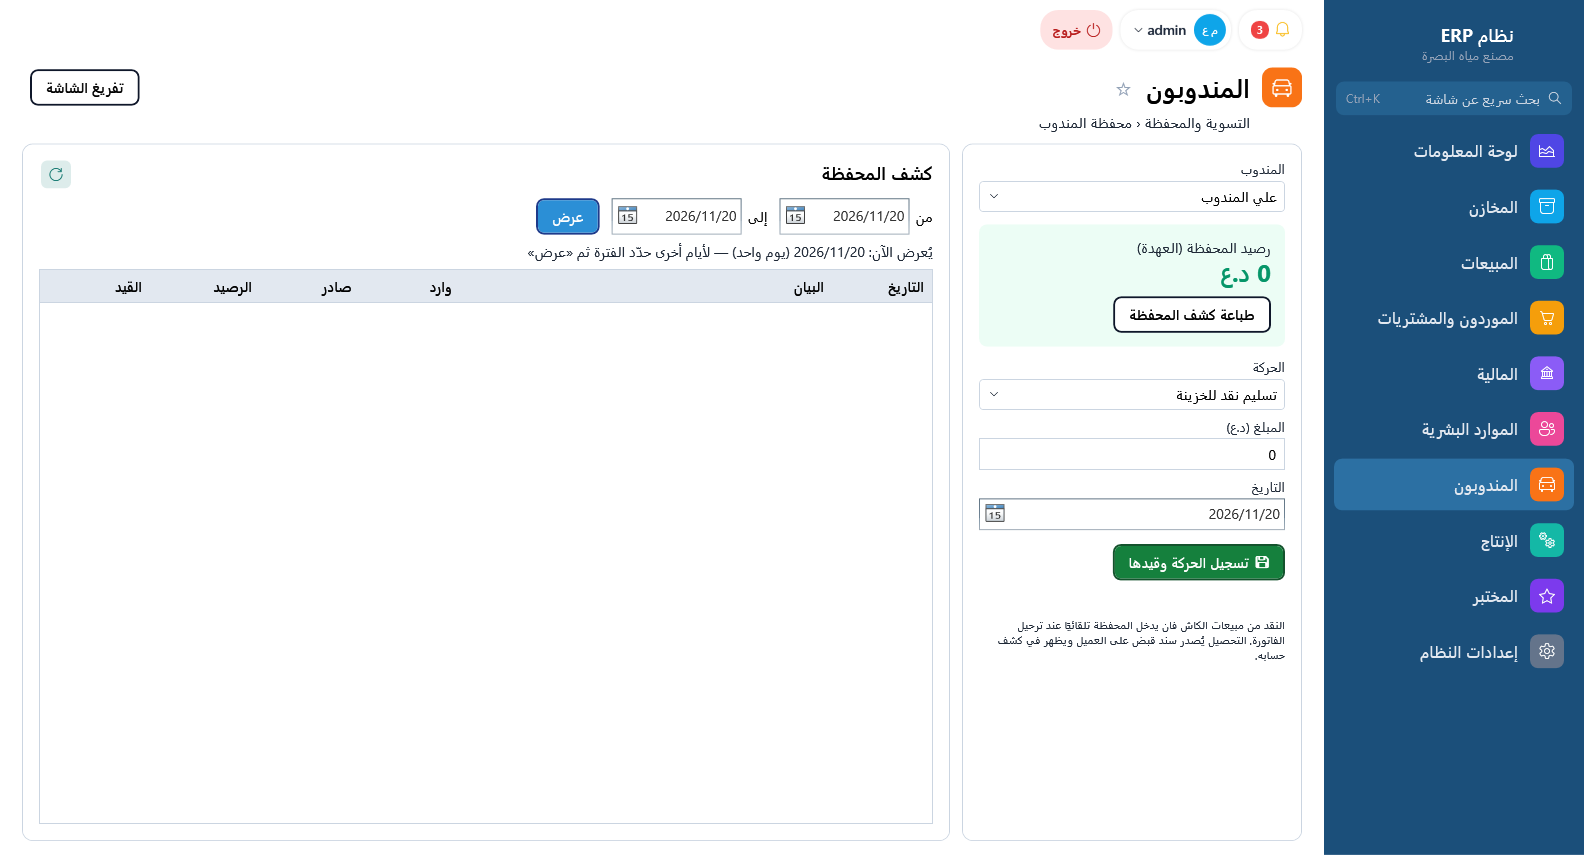 نظام ERP
مصنع مياه البصرة
بحث سريع عن شاشة
Ctrl+K
لوحة المعلومات
المخازن
المبيعات
الموردون والمشتريات
المالية
الموارد البشرية
المندوبون
الإنتاج
المختبر
إعدادات النظام
3
م ع
admin
خروج
المندوبون
التسوية والمحفظة › محفظة المندوب
تفريغ الشاشة
المندوب
علي المندوب
رصيد المحفظة (العهدة)
0 د.ع
طباعة كشف المحفظة
الحركة
تسليم نقد للخزينة
المبلغ (د.ع)
0
التاريخ
2026/11/20
15
تسجيل الحركة وقيدها
النقد من مبيعات الكاش فان يدخل المحفظة تلقائيًا عند ترحيل
الفاتورة. التحصيل يُصدر سند قبض على العميل ويظهر في كشف
حسابه.
كشف المحفظة
من 2026/11/20 15 إلى 2026/11/20 15 عرض
يُعرض الآن: 2026/11/20 (يوم واحد) — لأيام أخرى حدّد الفترة ثم «عرض»
التاريخ البيان وارد صادر الرصيد القيد